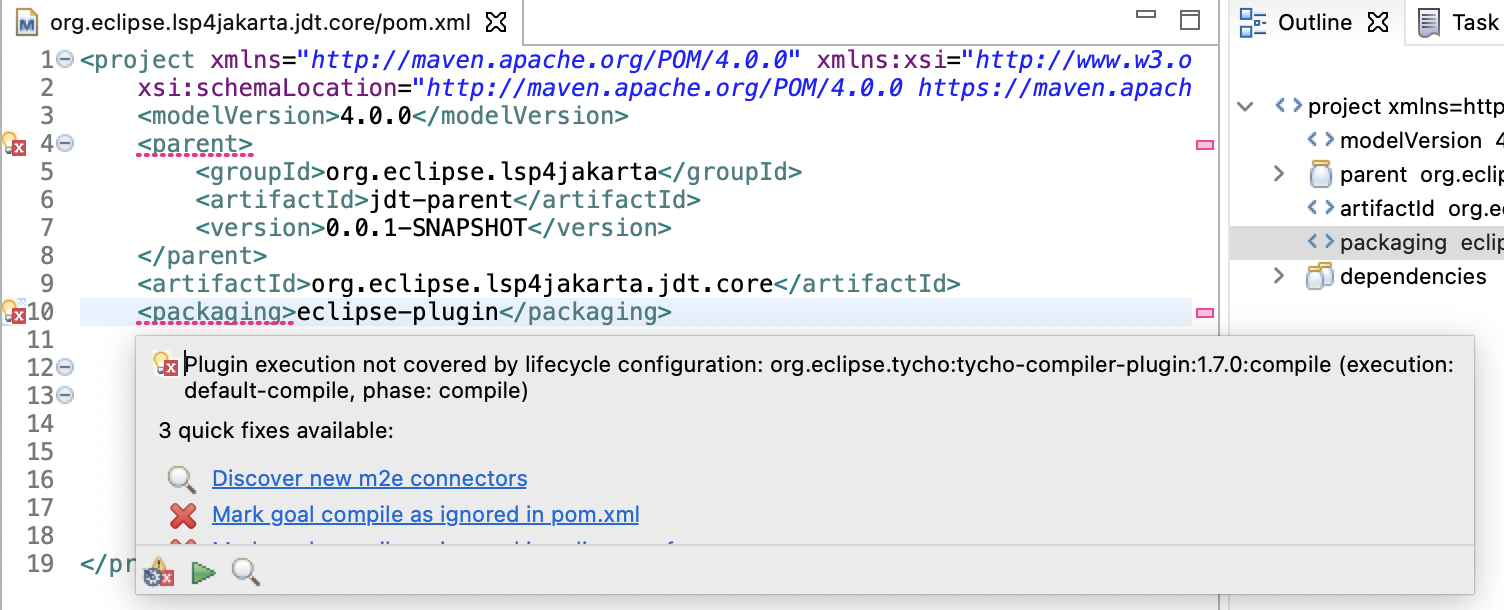 org.eclipse.lsp4jakarta.jdt.core/pom.xml
Outline
Task
1 <project xmlns="http://maven.apache.org/POM/4.0.0" xmlns:xsi="http://www.w3.o
2 xsi:schemaLocation="http://maven.apache.org/POM/4.0.0 https://maven.apach
3 <modelVersion>4.0.0</modelVersion>
4 <parent>
5 <groupId>org.eclipse.lsp4jakarta</groupId>
6 <artifactId>jdt-parent</artifactId>
7 <version>0.0.1-SNAPSHOT</version>
8 </parent>
9 <artifactId>org.eclipse.lsp4jakarta.jdt.core</artifactId>
10 <packaging>eclipse-plugin</packaging>
11
12
13
14
15
16
17
18
19 </pr
Plugin execution not covered by lifecycle configuration: org.eclipse.tycho:tycho-compiler-plugin:1.7.0:compile (execution:
default-compile, phase: compile)
3 quick fixes available:
Discover new m2e connectors
Mark goal compile as ignored in pom.xml
project xmlns=http
modelVersion 4
parent org.eclip
artifactId org.e
packaging eclip
dependencies